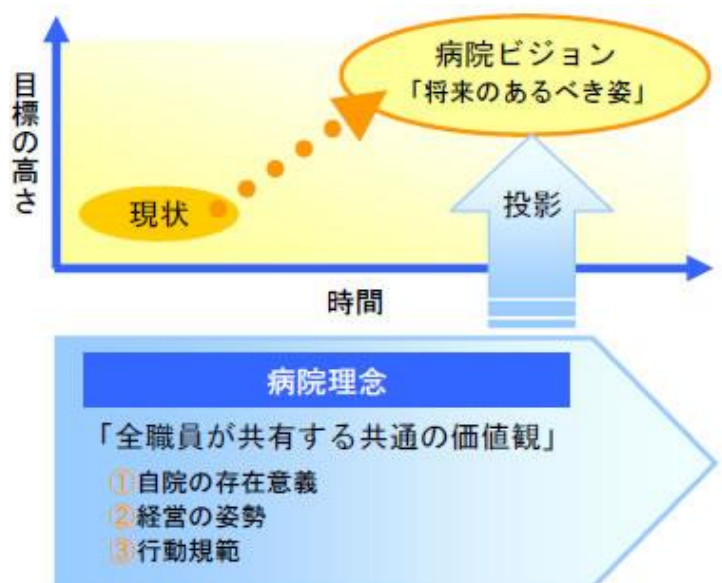 目標の高さ
病院ビジョン
「将来のあるべき姿」
現状
投影
時間
病院理念
「全職員が共有する共通の価値観」
①自院の存在意義
②経営の姿勢
③行動規範